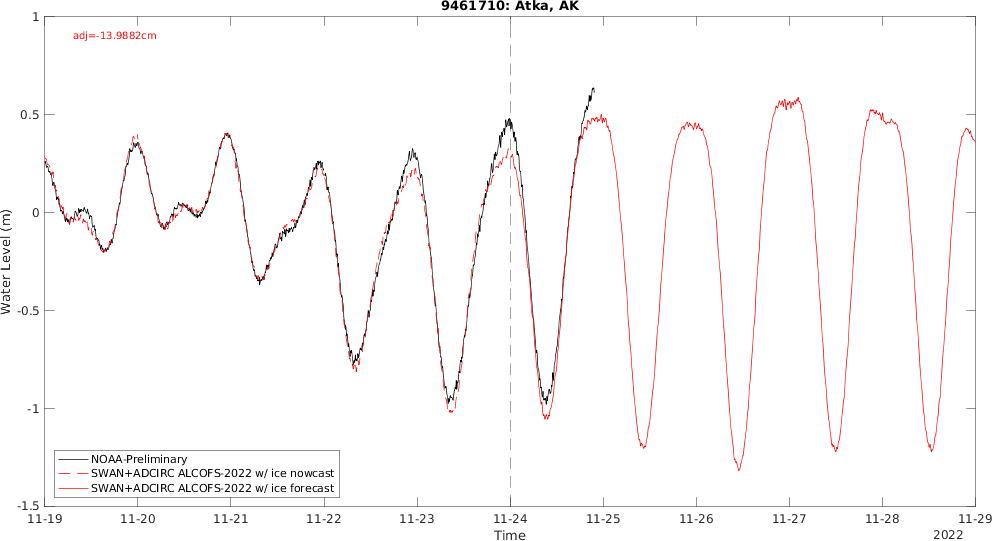 9461710: Atka, AK
adj=-13.9882cm
1
0.5
0
-0.5
-1
-1.5
Water Level (m)
NOAA-Preliminary
SWAN+ADCIRC ALCOFS-2022 w/ ice nowcast
SWAN+ADCIRC ALCOFS-2022 w/ ice forecast
11-19 11-20 11-21 11-22 11-23 11-24 11-25 11-26 11-27 11-28 11-29
Time
2022